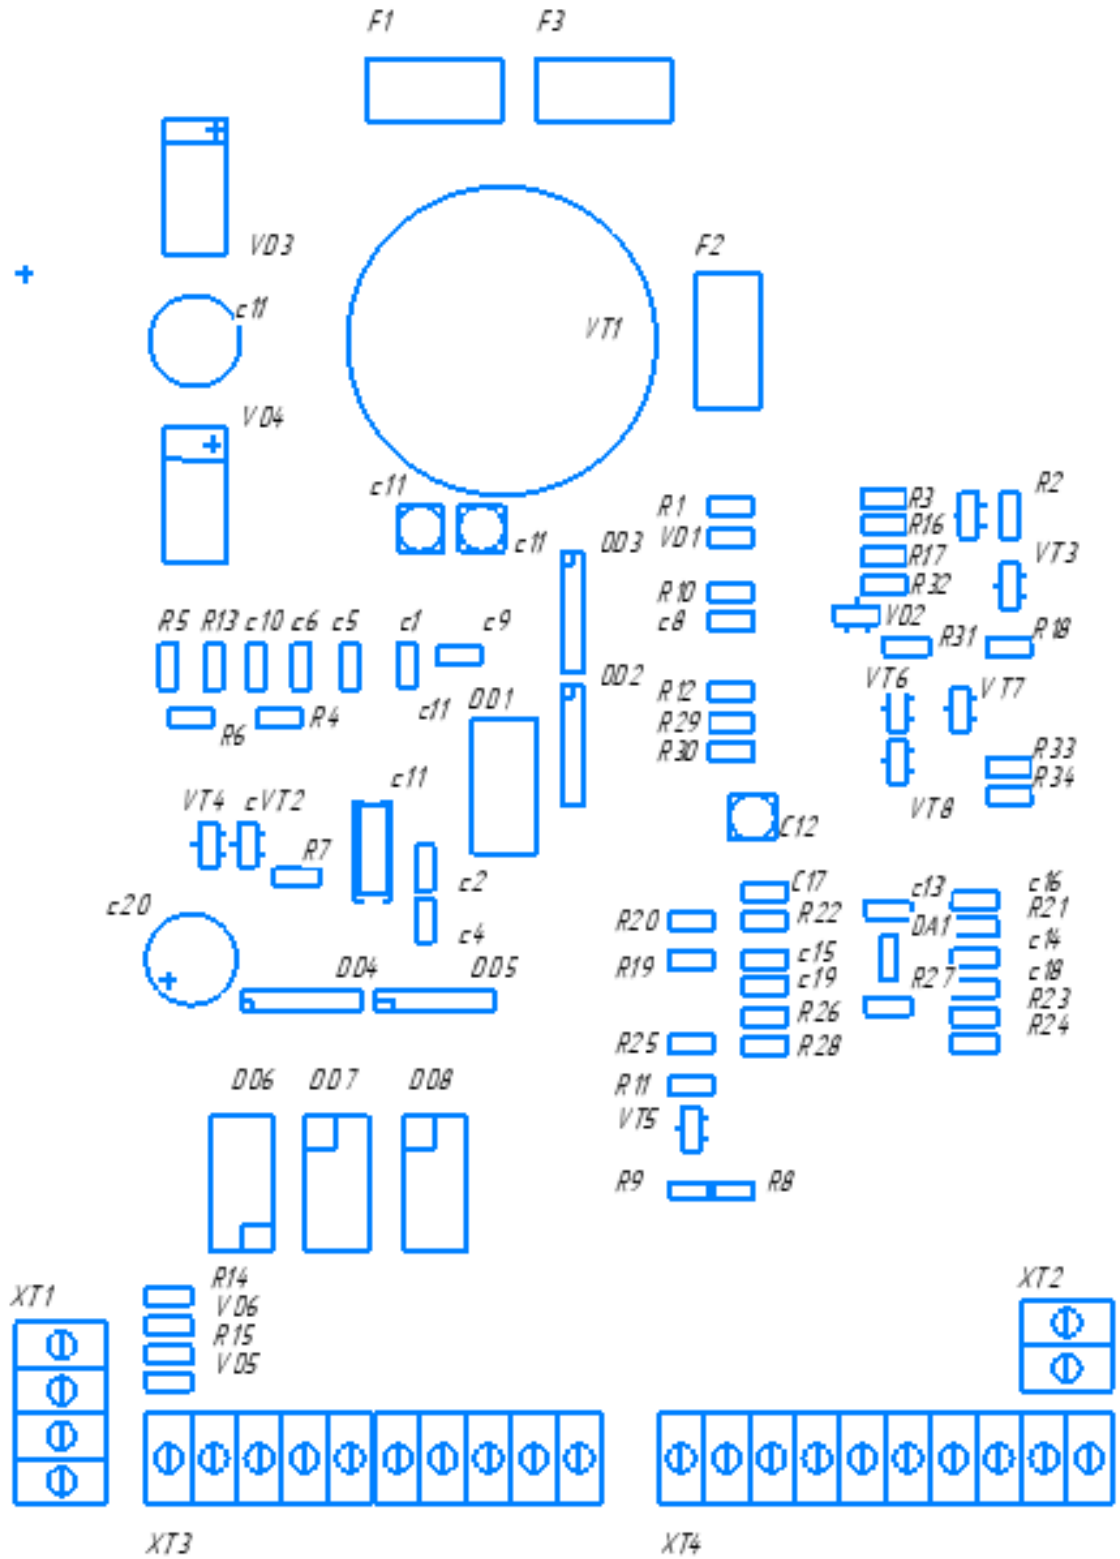 F1 F3
VD3
F2
c11
VT1
VD4
c11
c11
R1
VD1
DD3
R3
R16
R17
R32
R2
VT3
R10
c8
VD2
R31
R18
R5 R13 c10 c6 c5 c1 c9
DD2
R12
R29
R30
VT6
VT7
c11
DD1
R6
R4
R33
R34
VT8
c11
VT4 cVT2
R7
C12
c2
c4
c20
C17
R22
c13
DA1
c16
R21
R20
R19
c15
c19
R27
c14
c18
R23
R24
DD4
DD5
R26
R28
R25
R11
VT5
DD6 DD7 DD8
R9
R8
R14
VD6
R15
VD5
XT1
XT2
XT3
XT4